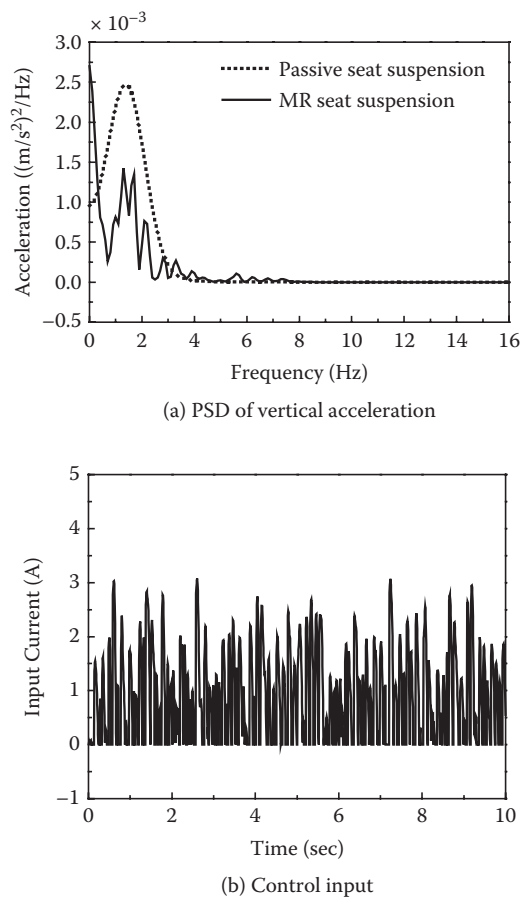 × 10⁻³
3.0
2.5
2.0
1.5
1.0
0.5
0.0
–0.5
Acceleration ((m/s²)²/Hz)
Passive seat suspension
MR seat suspension
0 2 4 6 8 10 12 14 16
Frequency (Hz)
(a) PSD of vertical acceleration
5
4
3
2
1
0
–1
Input Current (A)
0 2 4 6 8 10
Time (sec)
(b) Control input